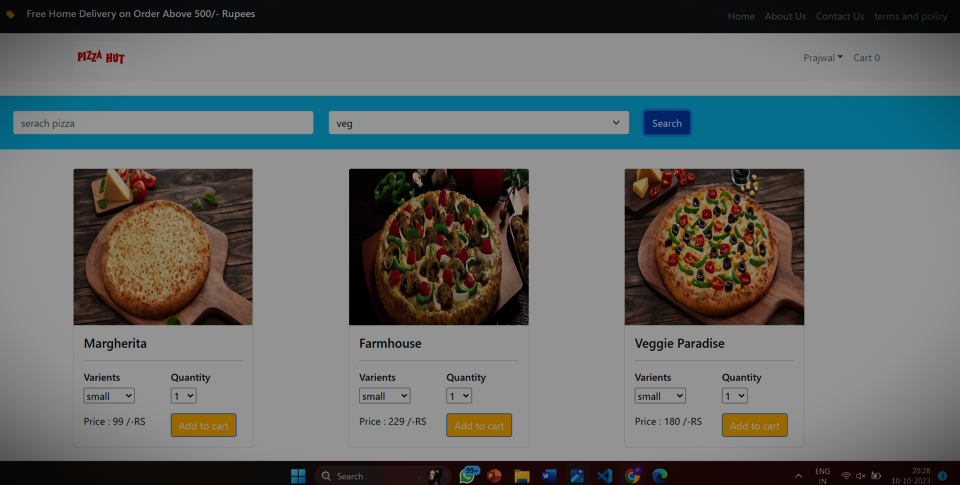 Free Home Delivery on Order Above 500/- Rupees
Home About Us Contact Us terms and policy
PIZZA HUT
Prajwal Cart 0
serach pizza
veg
Search
Margherita
Varients Quantity
small 1
Price : 99 /-RS
Add to cart
Farmhouse
Varients Quantity
small 1
Price : 229 /-RS
Add to cart
Veggie Paradise
Varients Quantity
small 1
Price : 180 /-RS
Add to cart
Search
99+
ENG
IN
20:28
10-10-2023
1